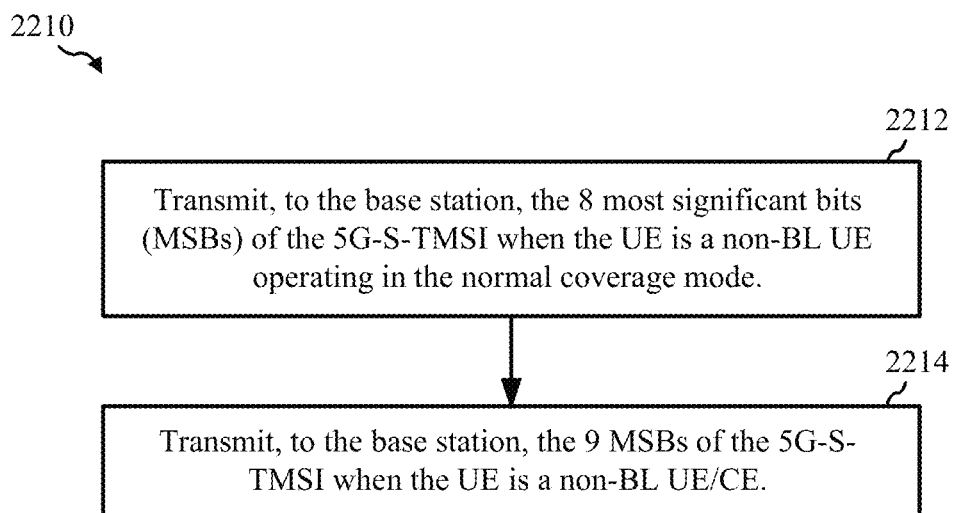 2210
2212
Transmit, to the base station, the 8 most significant bits
(MSBs) of the 5G-S-TMSI when the UE is a non-BL UE
operating in the normal coverage mode.
2214
Transmit, to the base station, the 9 MSBs of the 5G-S-
TMSI when the UE is a non-BL UE/CE.